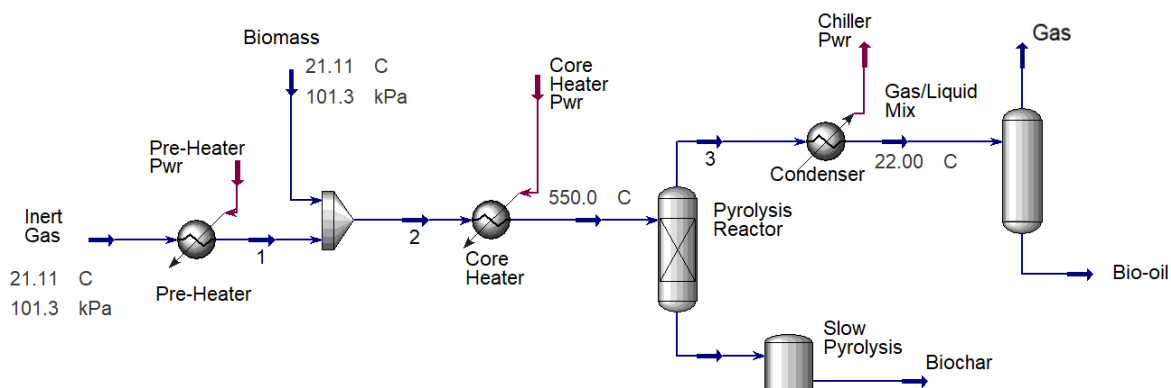 Biomass
21.11 C
101.3 kPa
Pre-Heater
Pwr
Inert
Gas
21.11 C
101.3 kPa
1
Pre-Heater
2
Core
Heater
Pwr
550.0 C
Core
Heater
3
Pyrolysis
Reactor
Chiller
Pwr
Gas/Liquid
Mix
Condenser
22.00 C
Gas
Bio-oil
Slow
Pyrolysis
Biochar